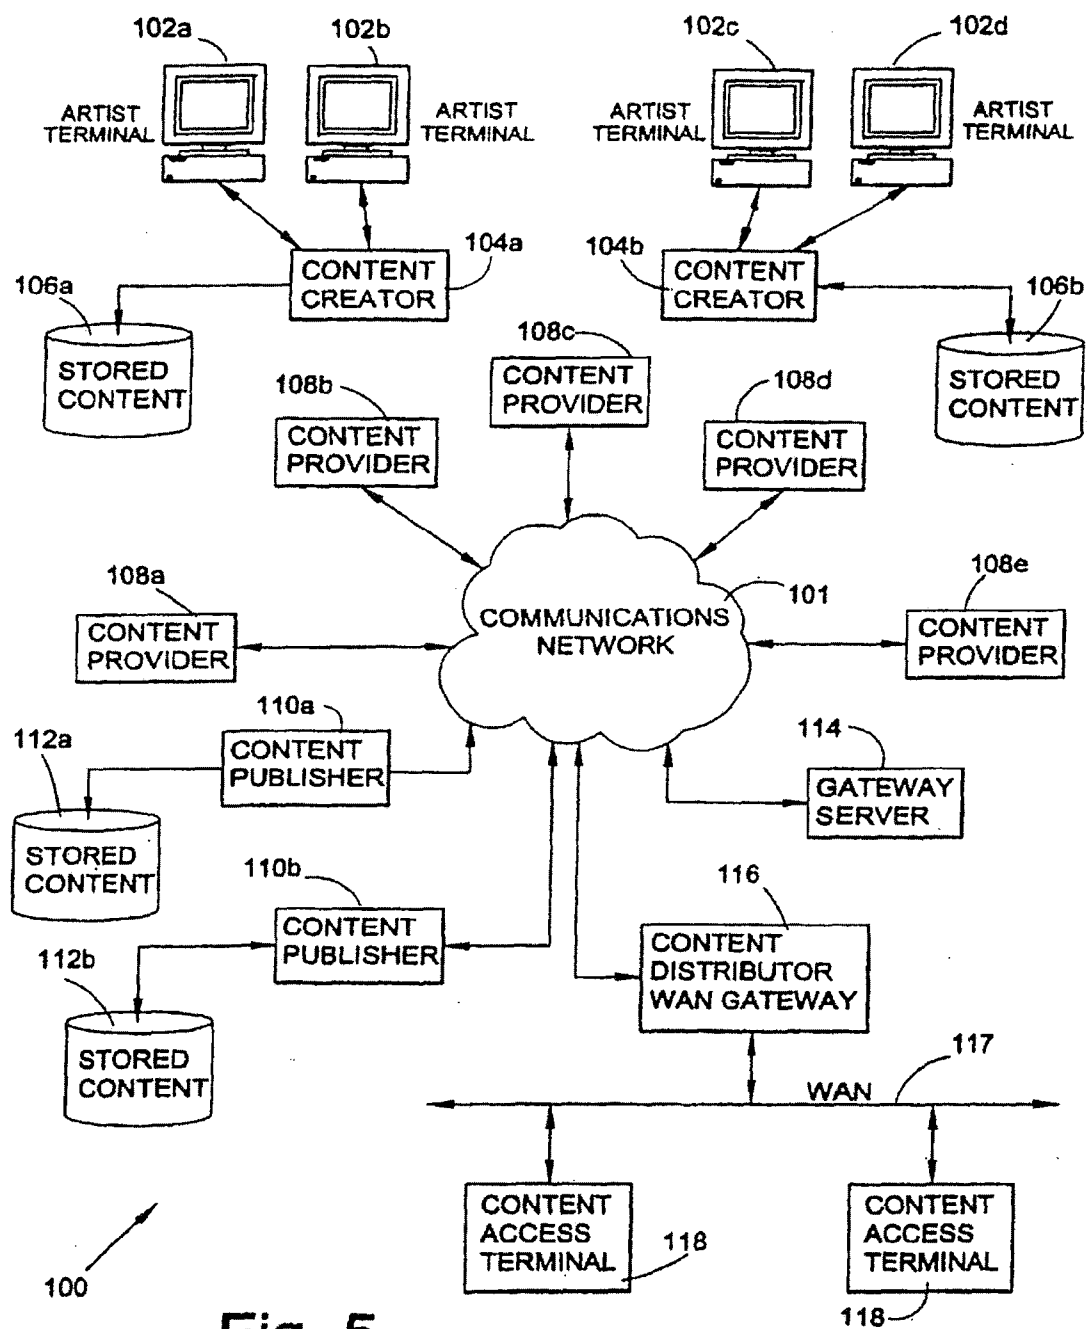 102a
102b
102c
102d
ARTIST
TERMINAL
ARTIST
TERMINAL
ARTIST
TERMINAL
ARTIST
TERMINAL
104a
CONTENT
CREATOR
104b
CONTENT
CREATOR
106a
STORED
CONTENT
106b
STORED
CONTENT
108c
CONTENT
PROVIDER
108b
CONTENT
PROVIDER
108d
CONTENT
PROVIDER
108a
CONTENT
PROVIDER
101
COMMUNICATIONS
NETWORK
108e
CONTENT
PROVIDER
110a
CONTENT
PUBLISHER
112a
STORED
CONTENT
114
GATEWAY
SERVER
110b
CONTENT
PUBLISHER
112b
STORED
CONTENT
116
CONTENT
DISTRIBUTOR
WAN GATEWAY
117
WAN
CONTENT
ACCESS
TERMINAL
118
CONTENT
ACCESS
TERMINAL
118
100
Fig. 5